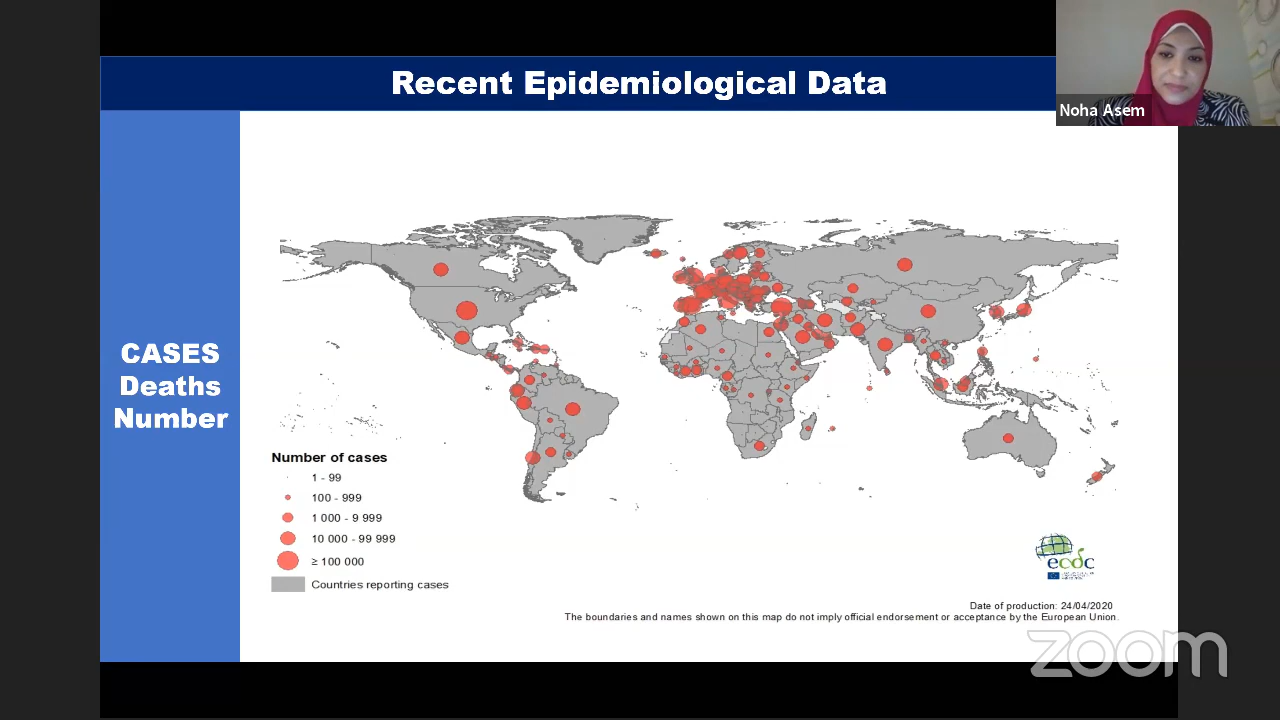 Recent Epidemiological Data
Noha Asem
CASES
Deaths
Number
Number of cases
1 - 99
100 - 999
1 000 - 9 999
10 000 - 99 999
≥ 100 000
Countries reporting cases
ecdc
Date of production: 24/04/2020
The boundaries and names shown on this map do not imply official endorsement or acceptance by the European Union.
zoom